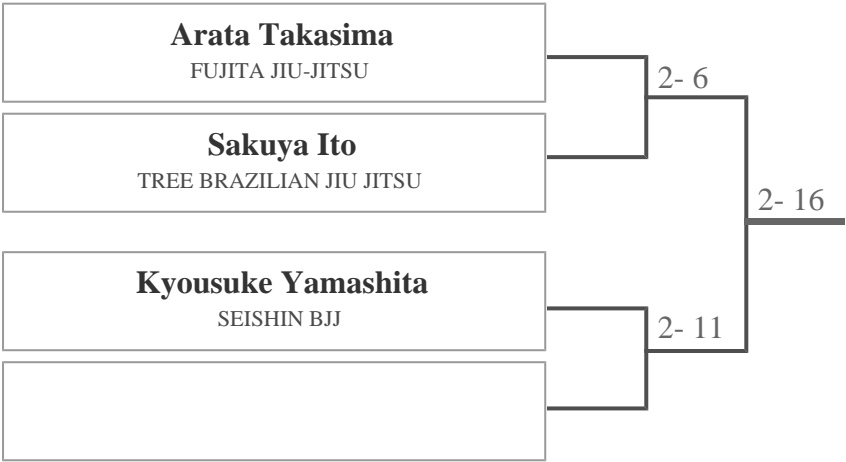 Arata Takasima
FUJITA JIU-JITSU
2- 6
Sakuya Ito
TREE BRAZILIAN JIU JITSU
2- 16
Kyousuke Yamashita
SEISHIN BJJ
2- 11